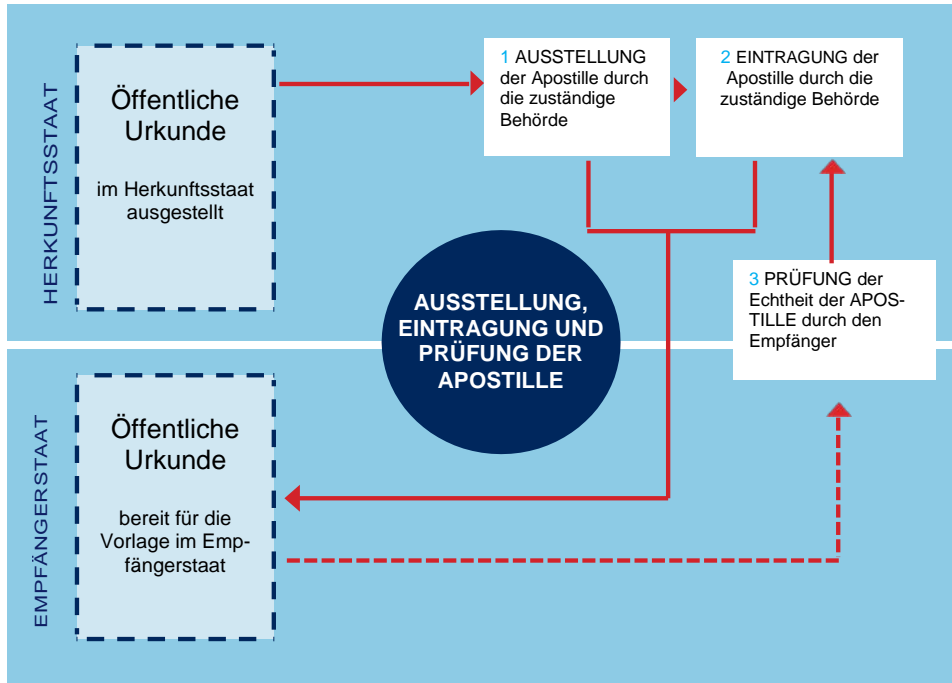 HERKUNFTSSTAAT
Öffentliche
Urkunde
im Herkunftsstaat
ausgestellt
1 AUSSTELLUNG
der Apostille durch
die zuständige
Behörde
2 EINTRAGUNG der
Apostille durch die
zuständige Behörde
3 PRÜFUNG der
Echtheit der APOS-
TILLE durch den
Empfänger
AUSSTELLUNG,
EINTRAGUNG UND
PRÜFUNG DER
APOSTILLE
EMPFÄNGERSTAAT
Öffentliche
Urkunde
bereit für die
Vorlage im Emp-
fängerstaat